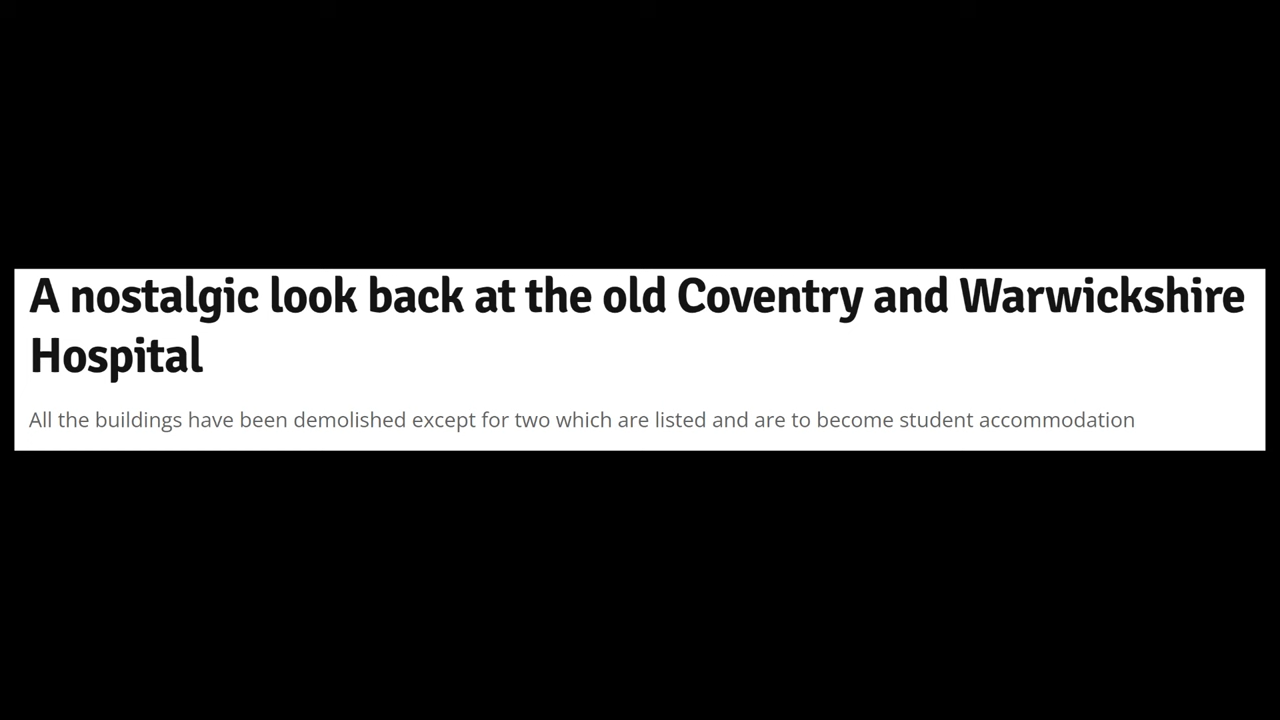 A nostalgic look back at the old Coventry and Warwickshire
Hospital
All the buildings have been demolished except for two which are listed and are to become student accommodation